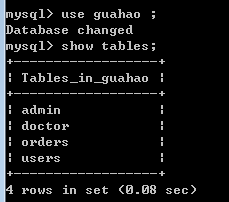 mysql> use guahao ;
Database changed
mysql> show tables;
+------------------+
| Tables_in_guahao |
+------------------+
| admin            |
| doctor           |
| orders           |
| users            |
+------------------+
4 rows in set (0.08 sec)